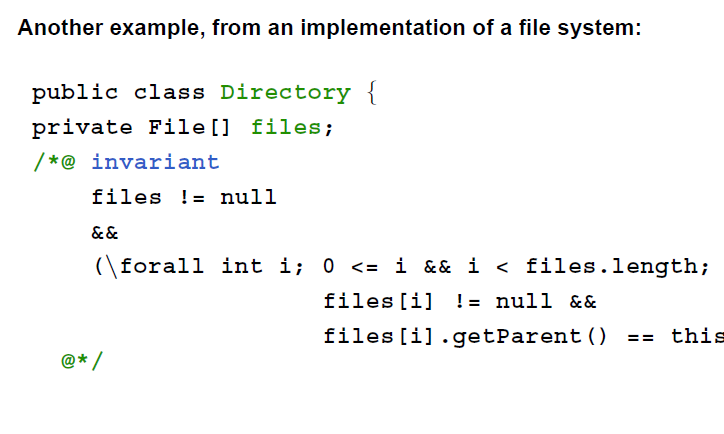 Another example, from an implementation of a file system:
public class Directory {
private File[] files;
/*@ invariant
files != null
&&
(\forall int i; 0 <= i && i < files.length;
files[i] != null &&
files[i].getParent() == this
@*/